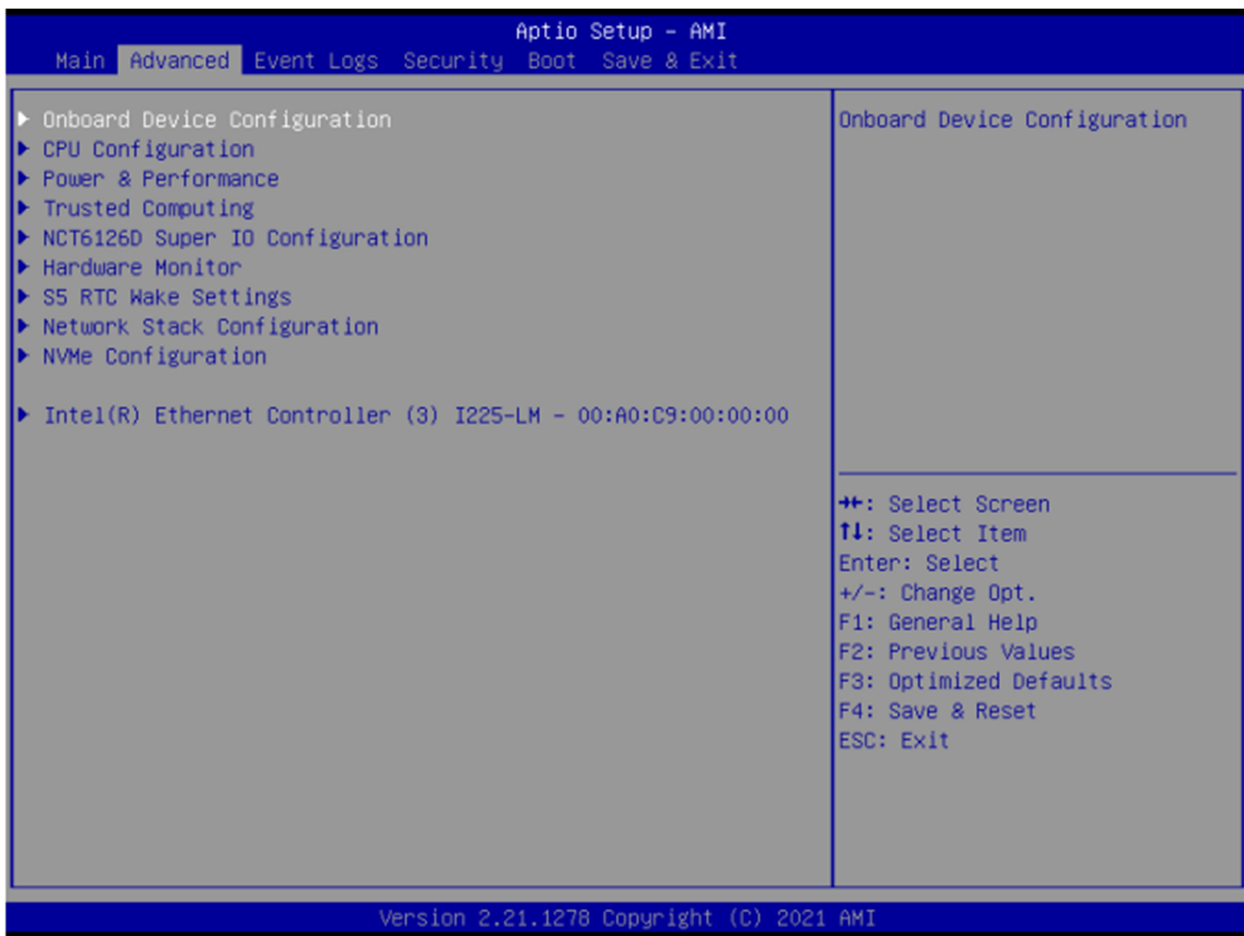 Aptio Setup – AMI
Main Advanced Event Logs Security Boot Save & Exit
Onboard Device Configuration
CPU Configuration
Power & Performance
Trusted Computing
NCT6126D Super IO Configuration
Hardware Monitor
S5 RTC Wake Settings
Network Stack Configuration
NVMe Configuration
Intel(R) Ethernet Controller (3) I225-LM – 00:A0:C9:00:00:00
Onboard Device Configuration
→←: Select Screen
↑↓: Select Item
Enter: Select
+/-: Change Opt.
F1: General Help
F2: Previous Values
F3: Optimized Defaults
F4: Save & Reset
ESC: Exit
Version 2.21.1278 Copyright (C) 2021 AMI